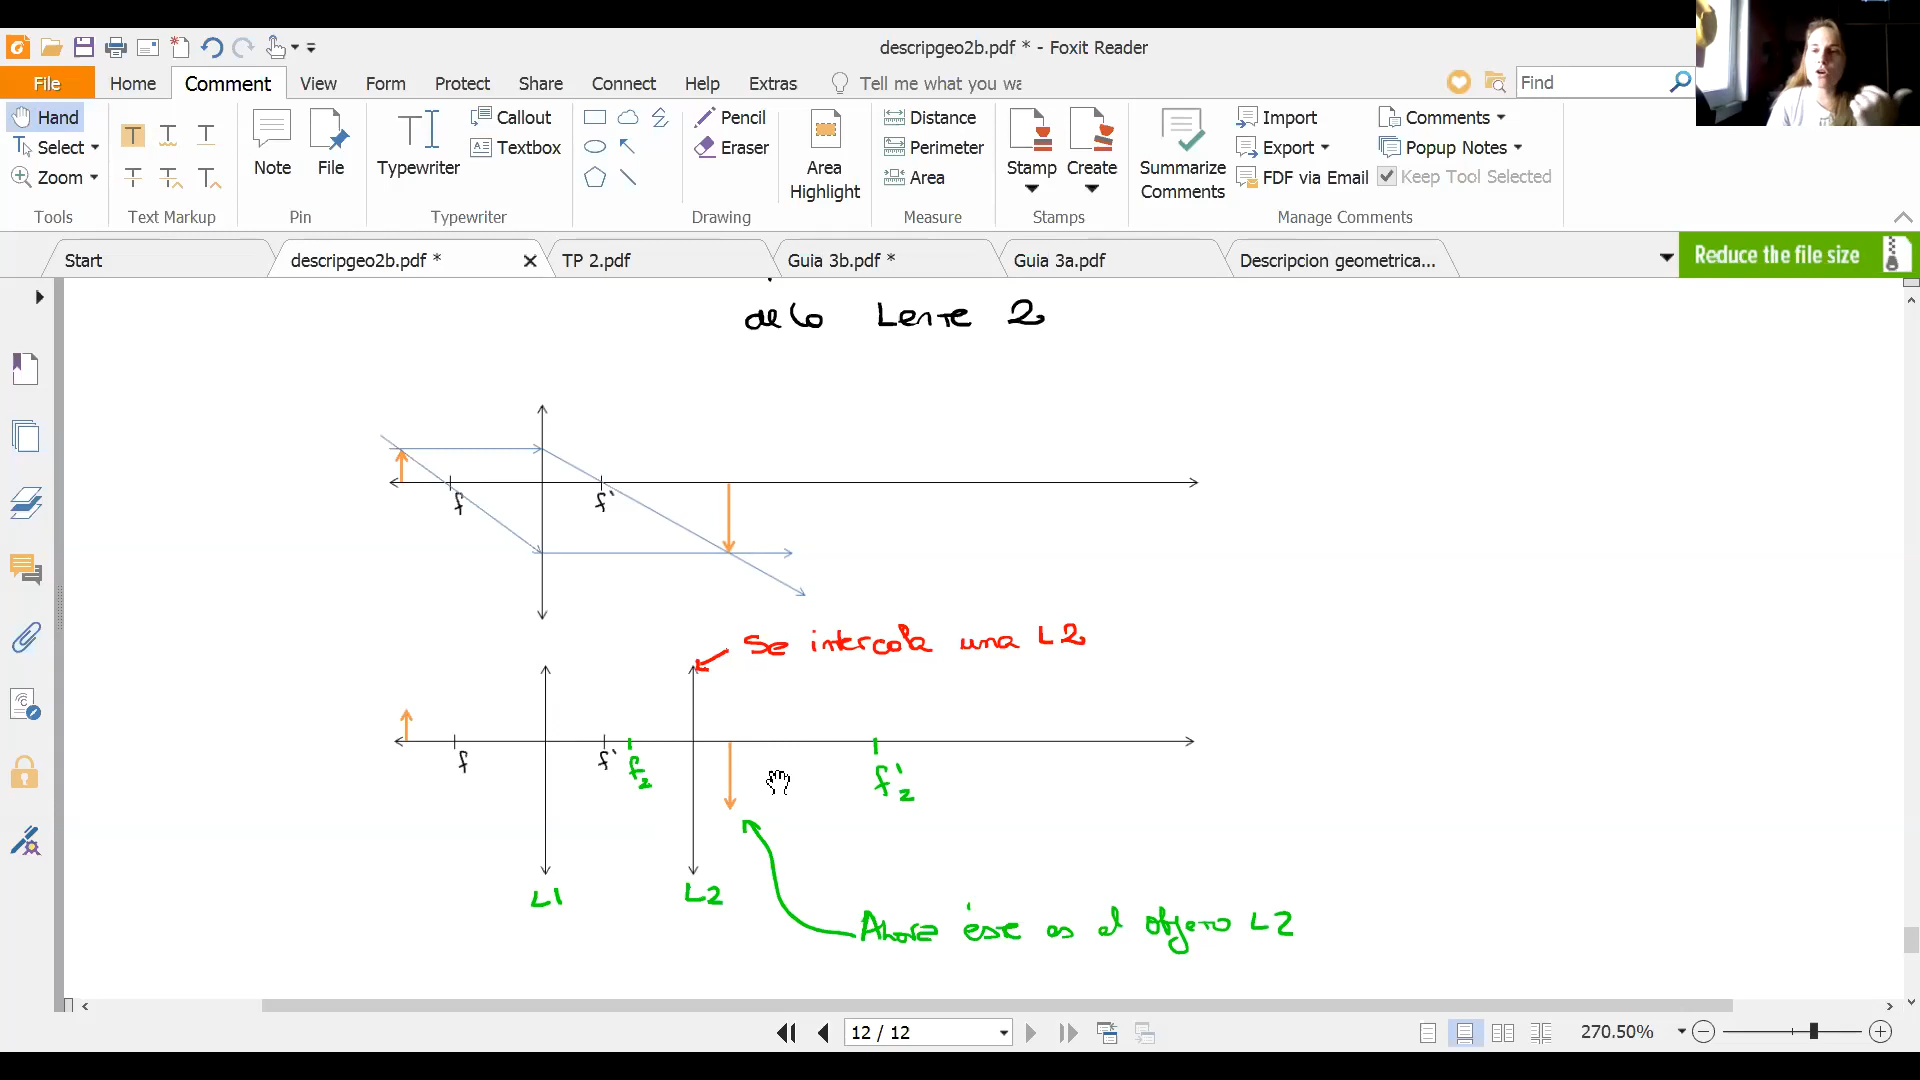 descripgeo2b.pdf * - Foxit Reader
File Home Comment View Form Protect Share Connect Help Extras Tell me what you wa Find
Hand
Select
Zoom
Tools
Text Markup
Note
File
Pin
Typewriter
Callout
Textbox
Typewriter
Pencil
Eraser
Drawing
Area
Highlight
Distance
Perimeter
Area
Measure
Stamp
Create
Stamps
Summarize
Comments
Import
Export
FDF via Email
Comments
Popup Notes
Keep Tool Selected
Manage Comments
Start
descripgeo2b.pdf *
TP 2.pdf
Guia 3b.pdf *
Guia 3a.pdf
Descripcion geometrica...
Reduce the file size
de la Lente 2
f
f'
Se intercala una L2
f
f'
f2
f'2
L1
L2
Ahora éste es el objeto L2
12 / 12
270.50%